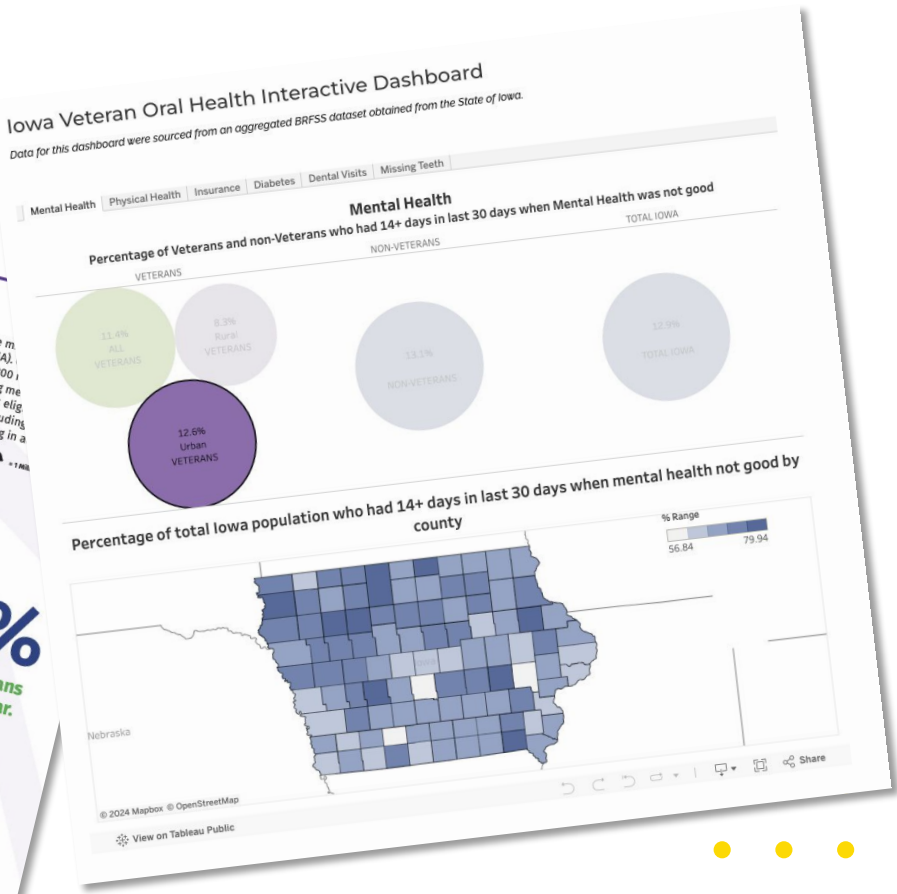 Iowa Veteran Oral Health Interactive Dashboard
Data for this dashboard were sourced from an aggregated BRFSS dataset obtained from the State of Iowa.
Mental Health
Physical Health
Insurance
Diabetes
Dental Visits
Missing Teeth
Mental Health
Percentage of Veterans and non-Veterans who had 14+ days in last 30 days when Mental Health was not good
VETERANS
NON-VETERANS
TOTAL IOWA
11.4%
ALL
VETERANS
8.3%
Rural
VETERANS
12.6%
Urban
VETERANS
13.1%
NON-VETERANS
12.9%
TOTAL IOWA
Percentage of total Iowa population who had 14+ days in last 30 days when mental health not good by
county
% Range
56.84
79.94
Nebraska
© 2024 Mapbox © OpenStreetMap
View on Tableau Public
Share
%